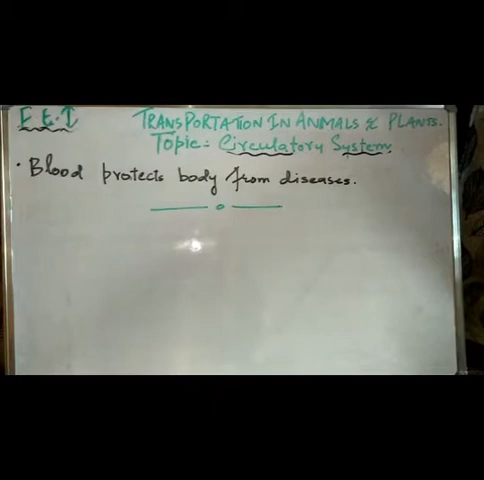 E.E.I TRANSPORTATION IN ANIMALS & PLANTS.
Topic: Circulatory System.
• Blood protects body from diseases.